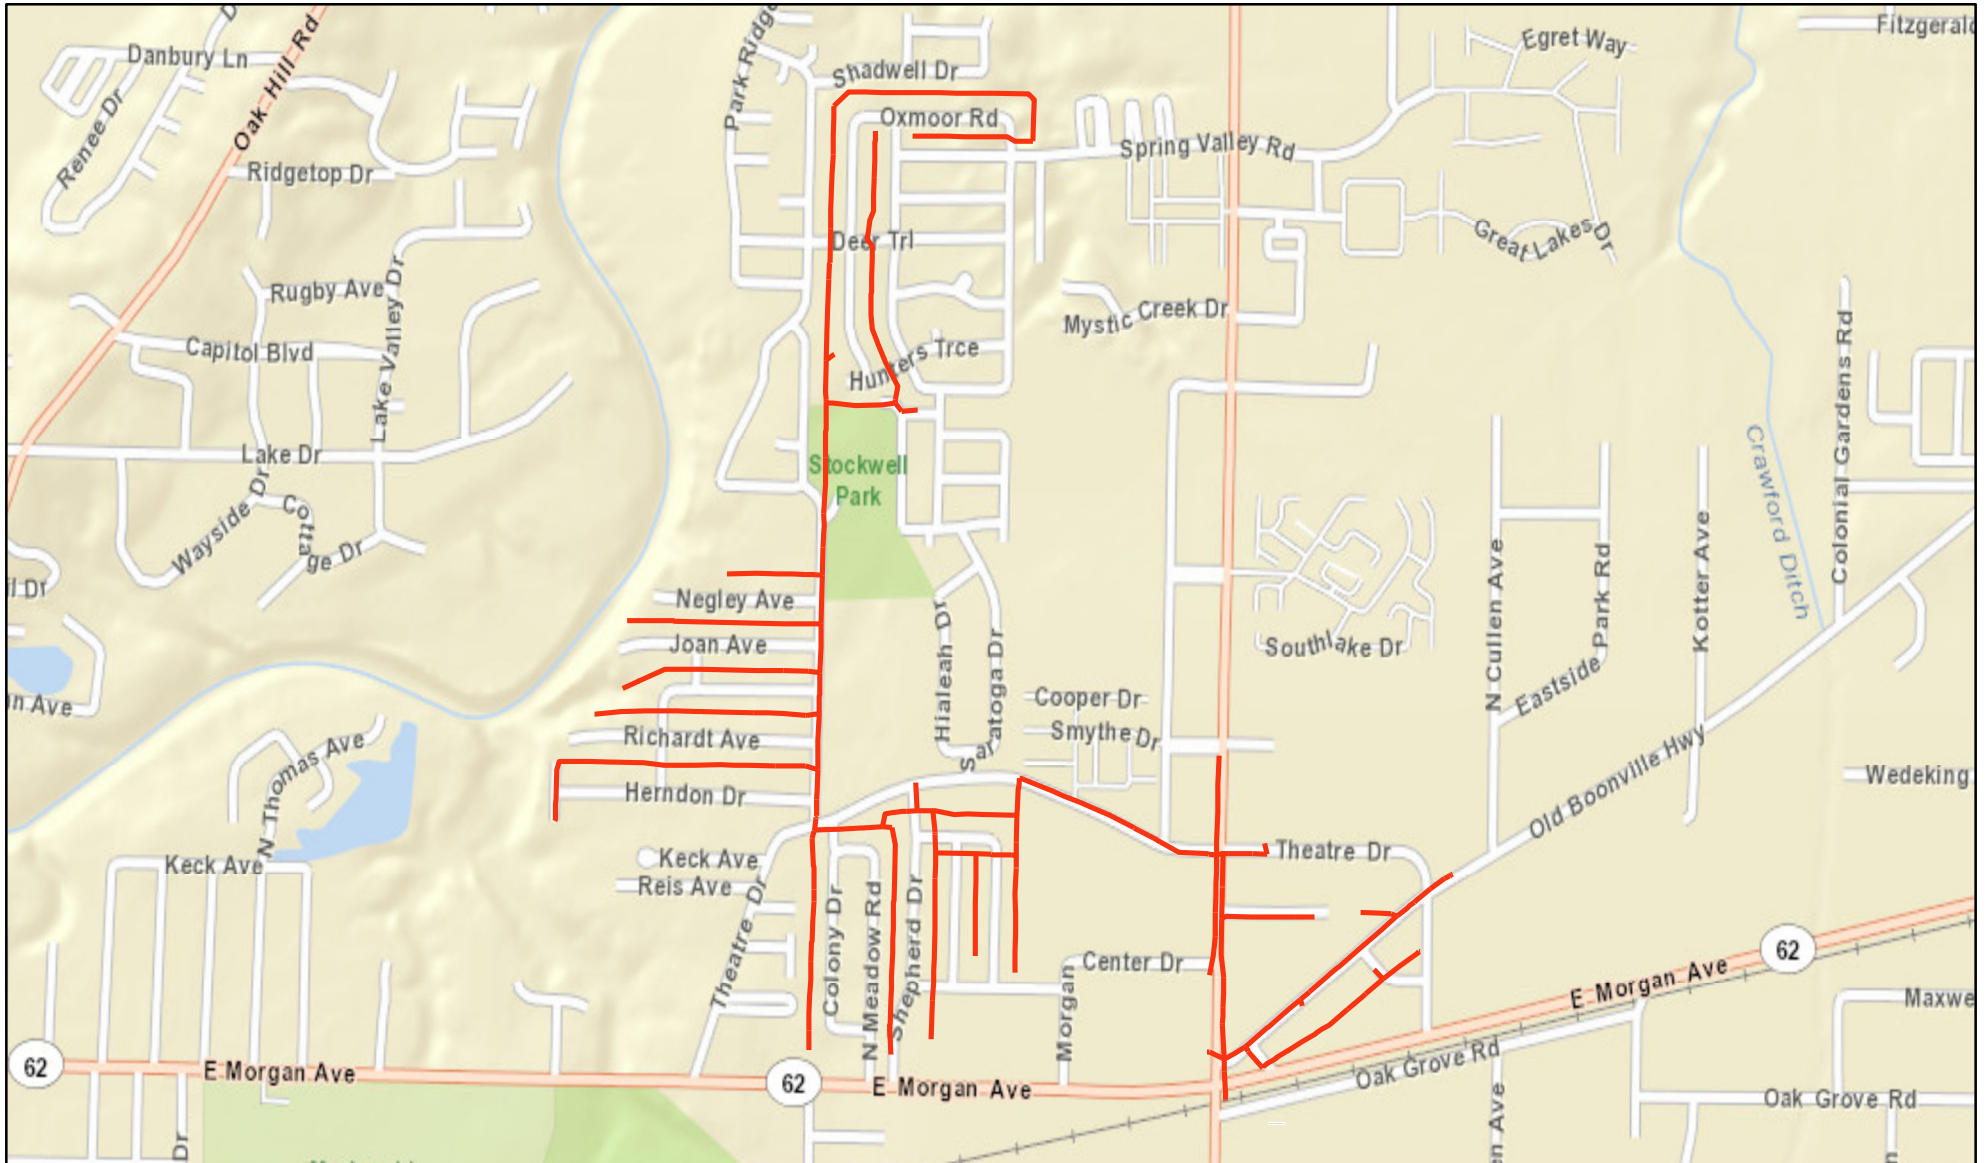 Fitzgerald
Danbury Ln
Oak Hill Rd
Park Ridge
Egret Way
Shadwell Dr
Renee Dr
Oxmoor Rd
Spring Valley Rd
Ridgetop Dr
Deer Trl
Great Lakes Dr
Rugby Ave
Lake Valley Dr
Mystic Creek Dr
Capitol Blvd
Hunters Trce
Colonial Gardens Rd
Lake Dr
Stockwell
Park
Crawford Ditch
Wayside Dr
Cottage Dr
il Dr
Negley Ave
Joan Ave
Hialeah Dr
Saratoga Dr
Southlake Dr
N Cullen Ave
Eastside Park Rd
Kotter Ave
n Ave
Cooper Dr
Smythe Dr
Richardt Ave
N Thomas Ave
Herndon Dr
Old Boonville Hwy
Wedeking
Keck Ave
Keck Ave
Reis Ave
Theatre Dr
Theatre Dr
Colony Dr
N Meadow Rd
Shepherd Dr
Center Dr
Morgan
62
E Morgan Ave
Maxwe
62
E Morgan Ave
62
E Morgan Ave
Oak Grove Rd
Oak Grove Rd
Dr
en Ave
n